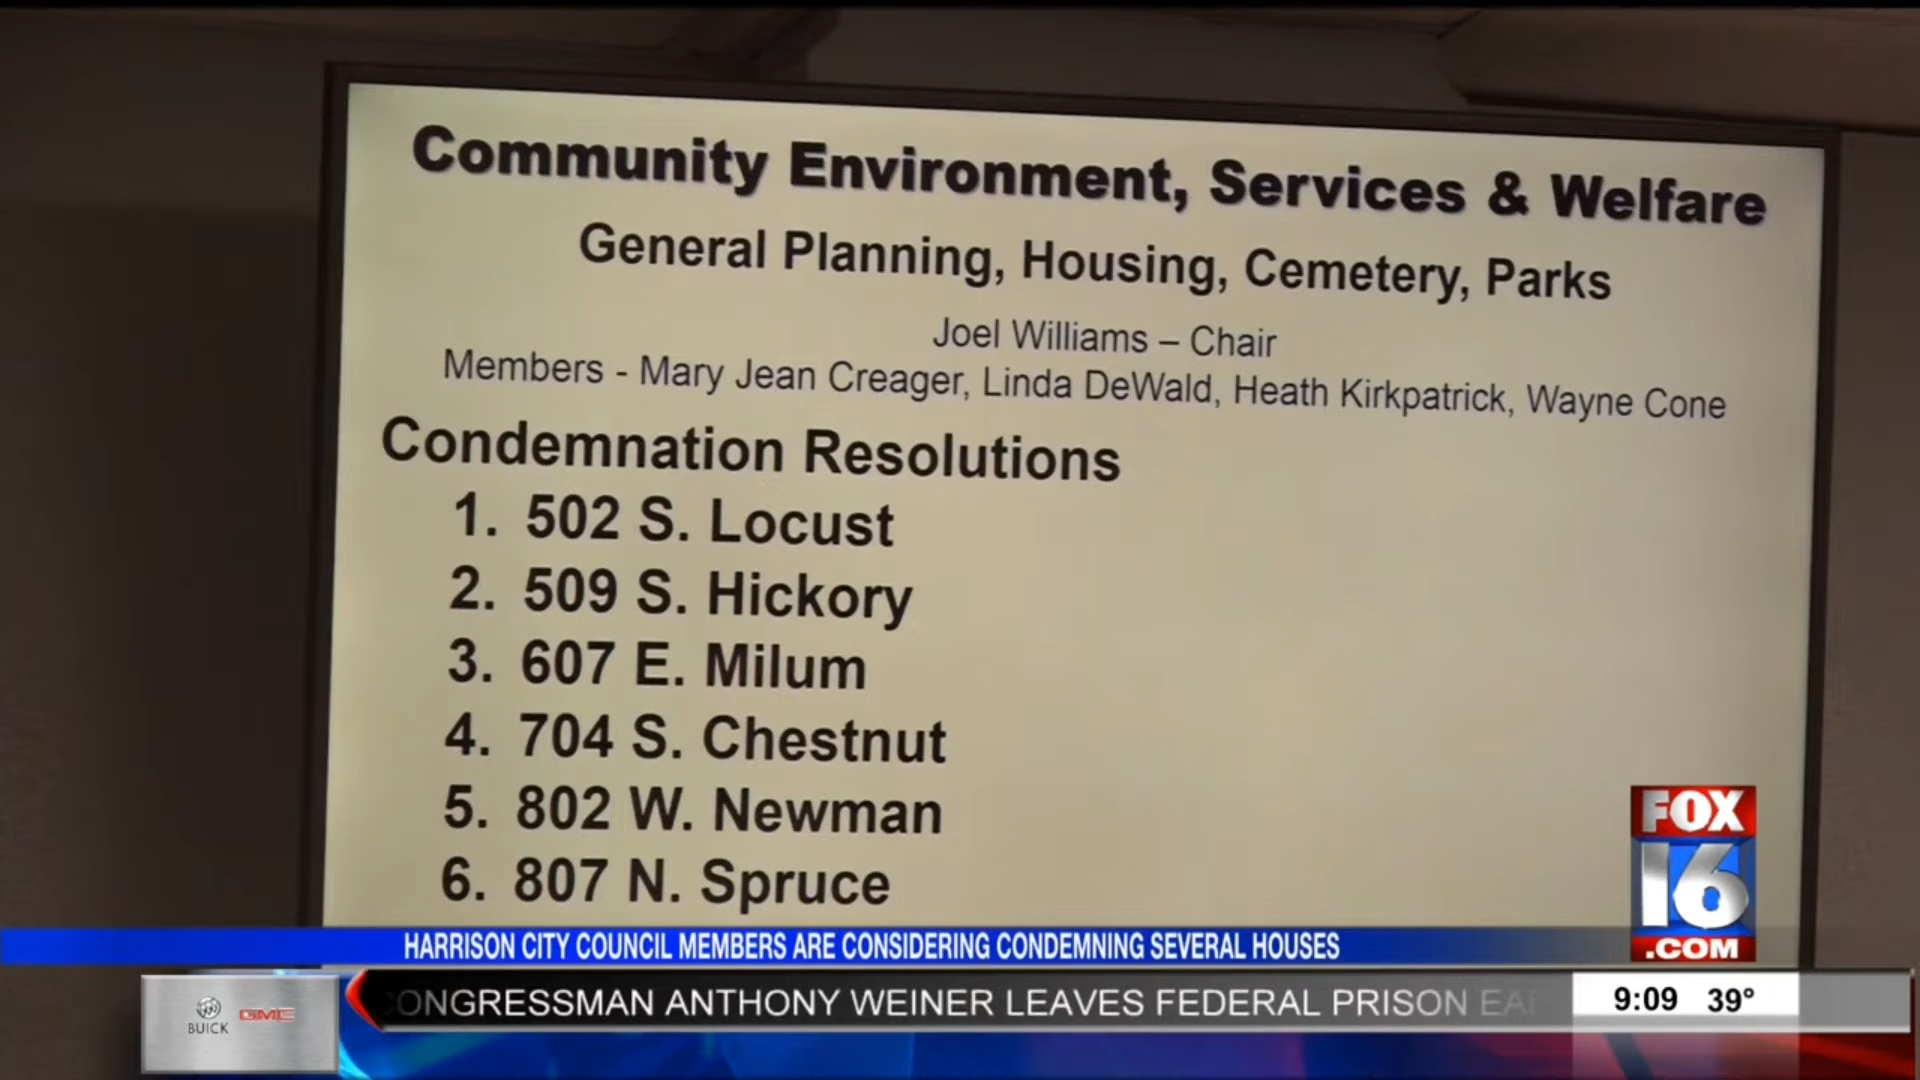 Community Environment, Services & Welfare
General Planning, Housing, Cemetery, Parks
Joel Williams – Chair
Members - Mary Jean Creager, Linda DeWald, Heath Kirkpatrick, Wayne Cone
Condemnation Resolutions
1. 502 S. Locust
2. 509 S. Hickory
3. 607 E. Milum
4. 704 S. Chestnut
5. 802 W. Newman
6. 807 N. Spruce
FOX
16
.COM
HARRISON CITY COUNCIL MEMBERS ARE CONSIDERING CONDEMNING SEVERAL HOUSES
BUICK GMC
ONGRESSMAN ANTHONY WEINER LEAVES FEDERAL PRISON EA
9:09 39°